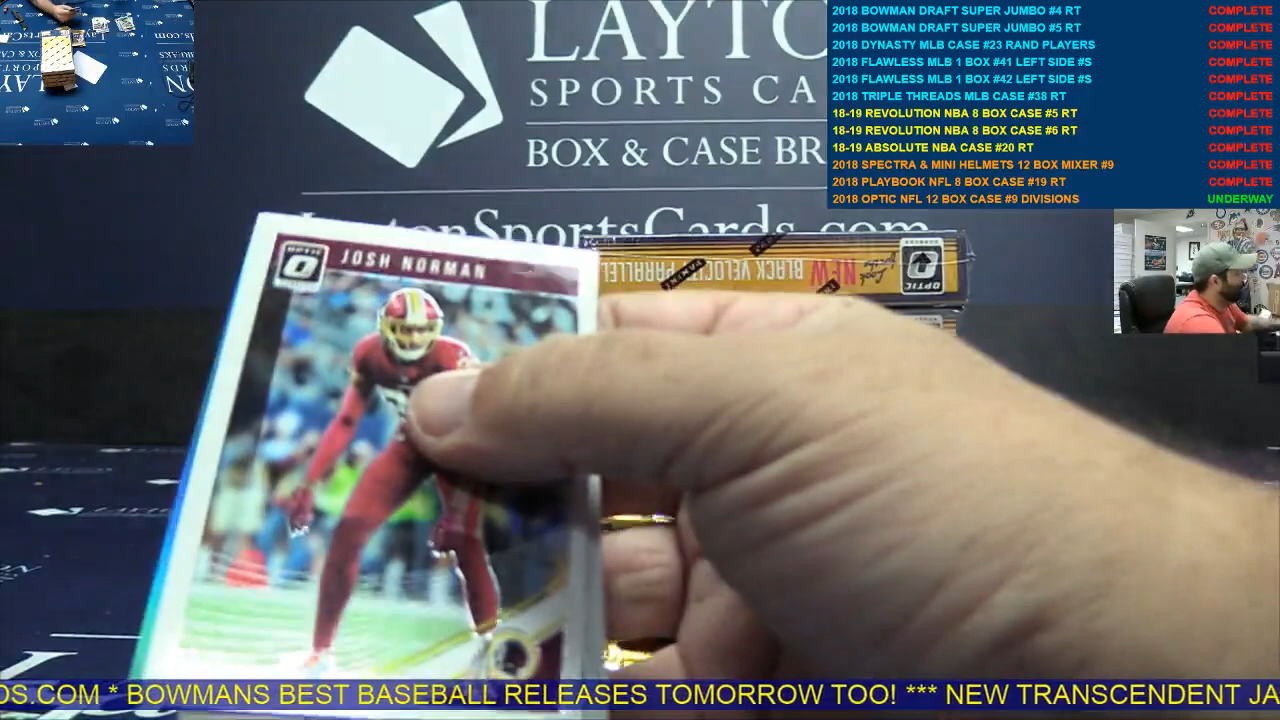 2018 BOWMAN DRAFT SUPER JUMBO #4 RT COMPLETE
2018 BOWMAN DRAFT SUPER JUMBO #5 RT COMPLETE
2018 DYNASTY MLB CASE #23 RAND PLAYERS COMPLETE
2018 FLAWLESS MLB 1 BOX #41 LEFT SIDE #S COMPLETE
2018 FLAWLESS MLB 1 BOX #42 LEFT SIDE #S COMPLETE
2018 TRIPLE THREADS MLB CASE #38 RT COMPLETE
18-19 REVOLUTION NBA 8 BOX CASE #5 RT COMPLETE
18-19 REVOLUTION NBA 8 BOX CASE #6 RT COMPLETE
18-19 ABSOLUTE NBA CASE #20 RT COMPLETE
2018 SPECTRA & MINI HELMETS 12 BOX MIXER #9 COMPLETE
2018 PLAYBOOK NFL 8 BOX CASE #19 RT COMPLETE
2018 OPTIC NFL 12 BOX CASE #9 DIVISIONS UNDERWAY
LAYTO
SPORTS CA
BOX & CASE BR
LaytonSportsCards.com
Look for the NEW BLACK VELOCITY PARALLEL
OPTIC
OPTIC
JOSH NORMAN
DS.COM * BOWMANS BEST BASEBALL RELEASES TOMORROW TOO! *** NEW TRANSCENDENT JA